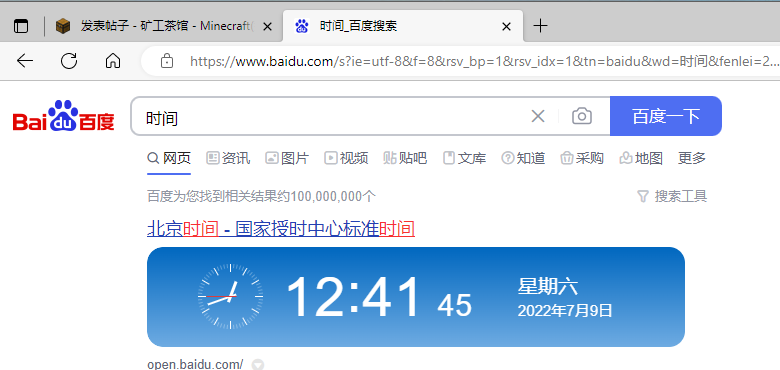 发表帖子 - 矿工茶馆 - Minecraft(
时间_百度搜索
https://www.baidu.com/s?ie=utf-8&f=8&rsv_bp=1&rsv_idx=1&tn=baidu&wd=时间&fenlei=2...
Bai du 百度
时间
百度一下
网页 资讯 图片 视频 贴吧 文库 知道 采购 地图 更多
百度为您找到相关结果约100,000,000个
搜索工具
北京时间 - 国家授时中心标准时间
12:41 45
星期六
2022年7月9日
open.baidu.com/